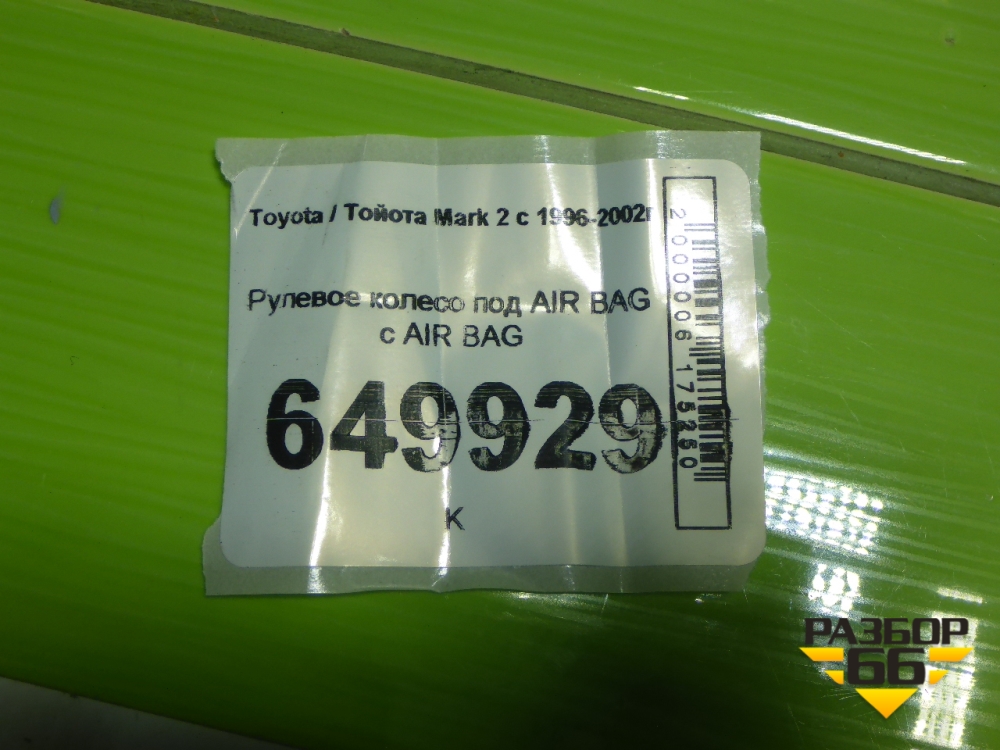 Toyota / Тойота Mark 2 с 1996-2002г
Рулевое колесо под AIR BAG
с AIR BAG
649929
K
2000006175250
РАЗБОР
66